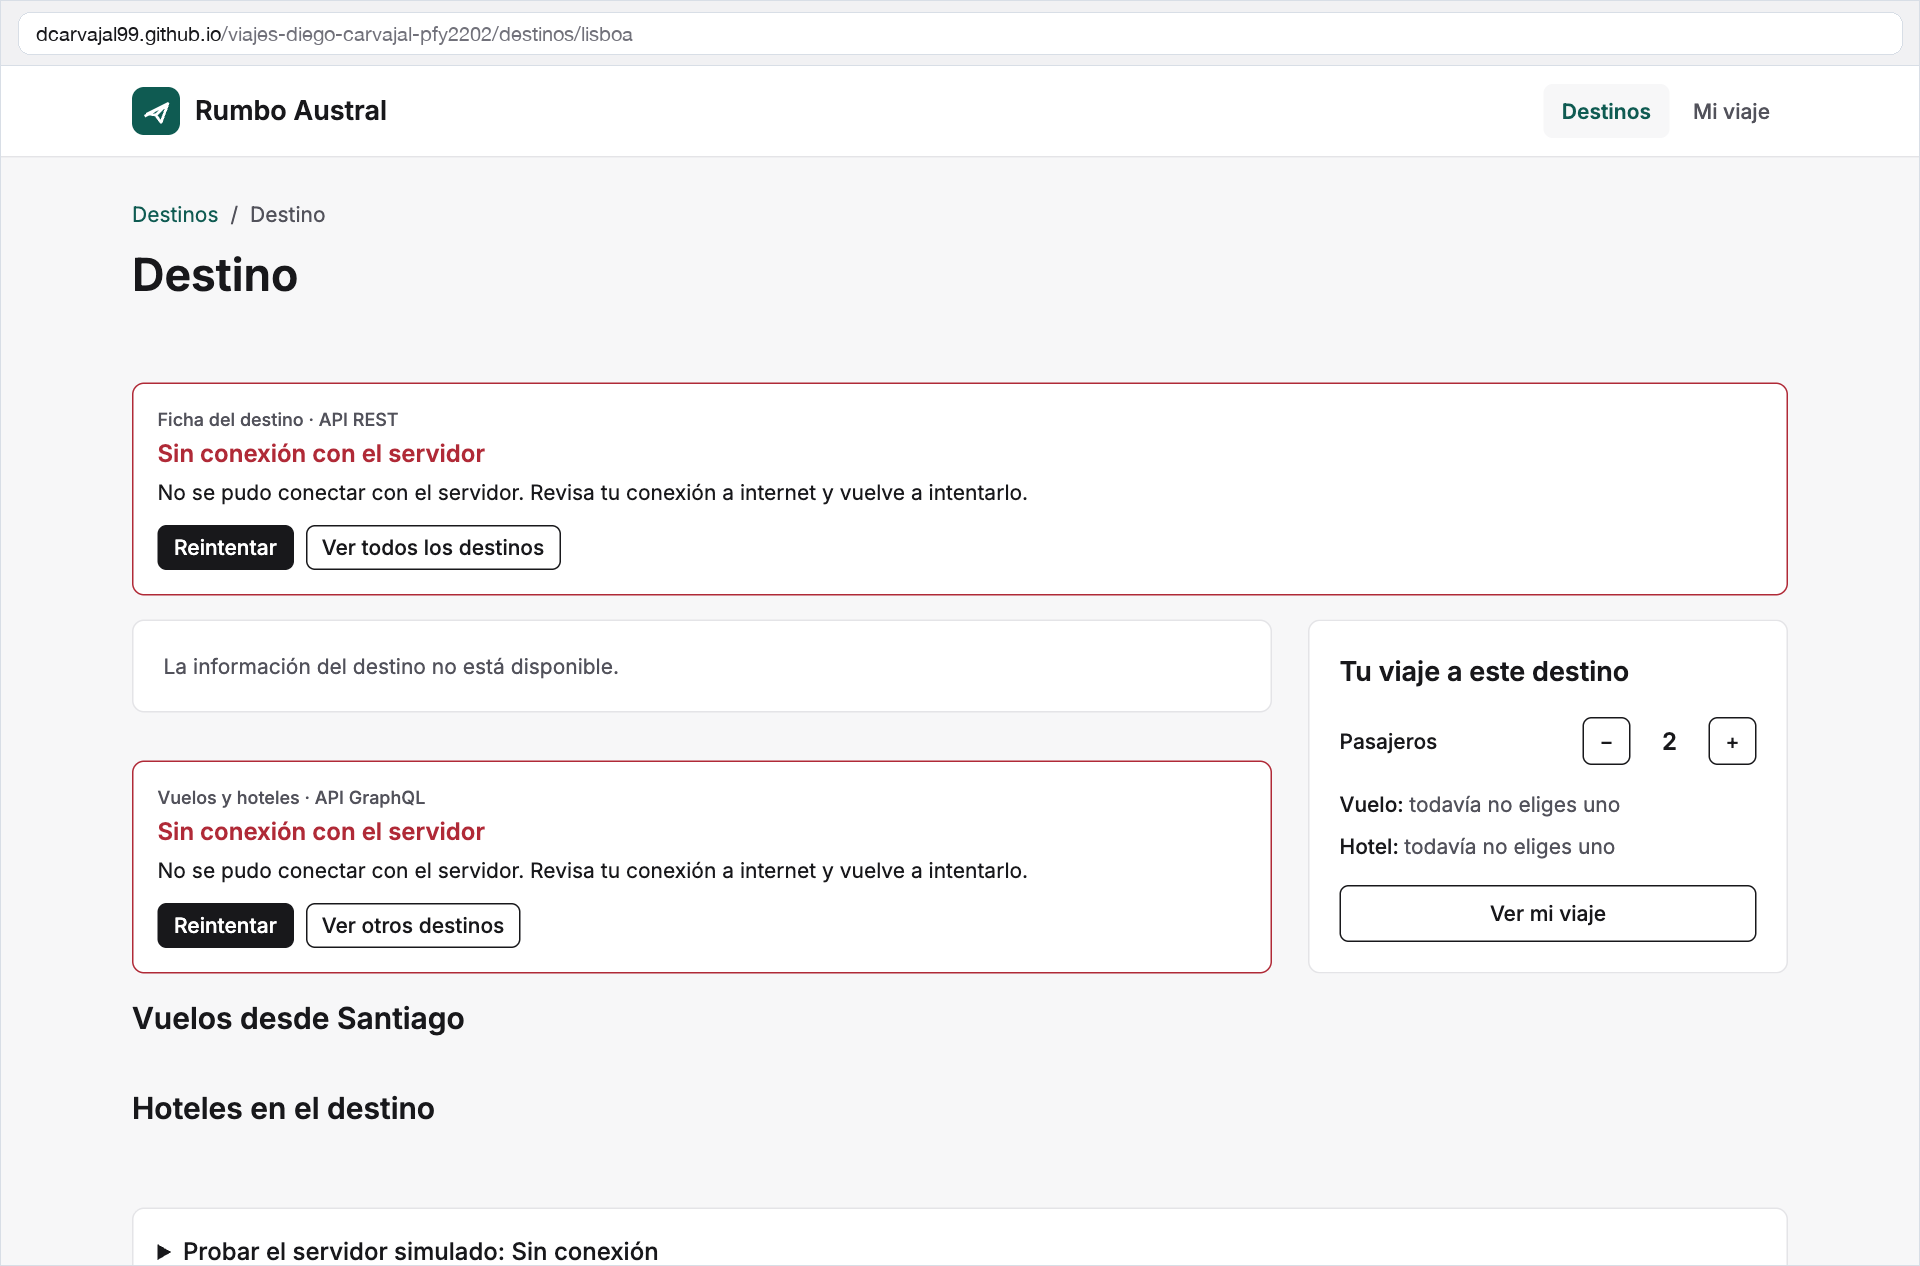 dcarvajal99.github.io/viajes-diego-carvajal-pfy2202/destinos/lisboa
Rumbo Austral
Destinos
Mi viaje
Destinos / Destino
Destino
Ficha del destino · API REST
Sin conexión con el servidor
No se pudo conectar con el servidor. Revisa tu conexión a internet y vuelve a intentarlo.
Reintentar
Ver todos los destinos
La información del destino no está disponible.
Vuelos y hoteles · API GraphQL
Sin conexión con el servidor
No se pudo conectar con el servidor. Revisa tu conexión a internet y vuelve a intentarlo.
Reintentar
Ver otros destinos
Tu viaje a este destino
Pasajeros
− 2 +
Vuelo: todavía no eliges uno
Hotel: todavía no eliges uno
Ver mi viaje
Vuelos desde Santiago
Hoteles en el destino
Probar el servidor simulado: Sin conexión